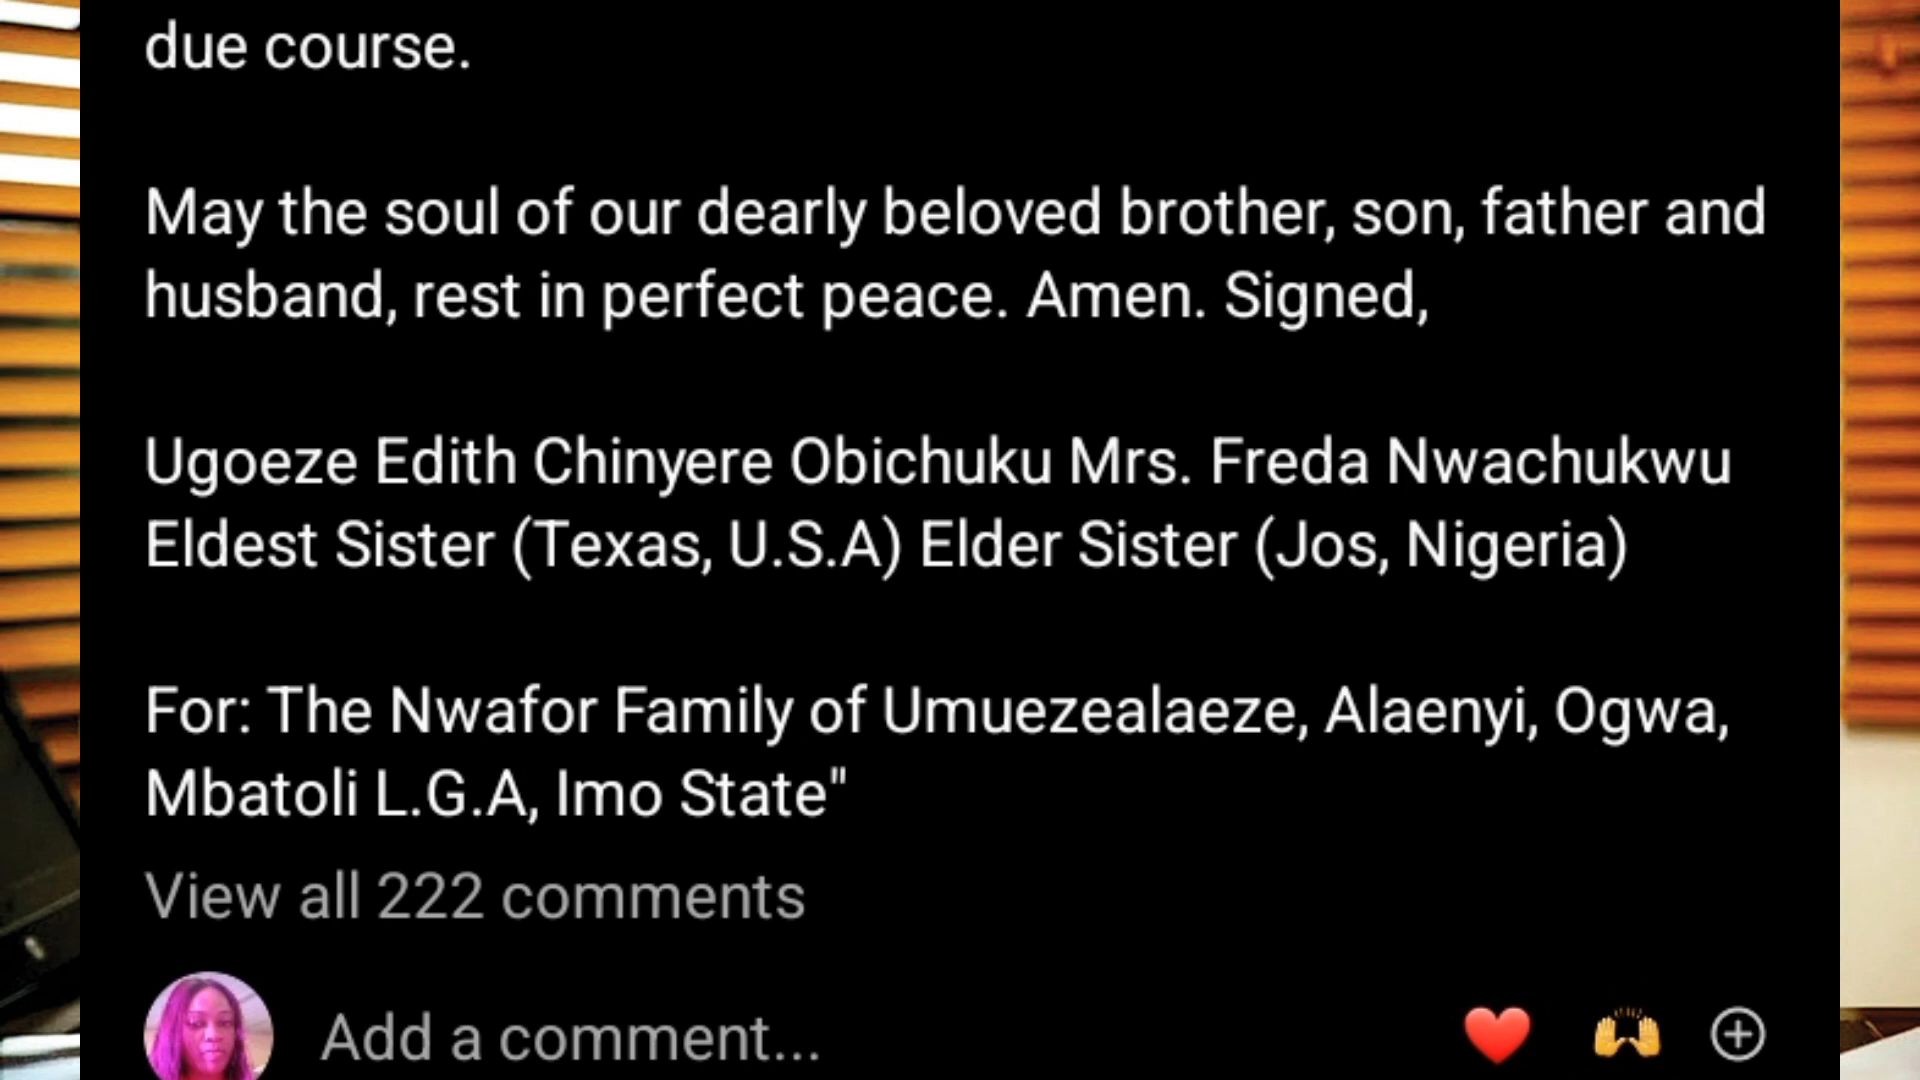 due course.
May the soul of our dearly beloved brother, son, father and
husband, rest in perfect peace. Amen. Signed,
Ugoeze Edith Chinyere Obichuku Mrs. Freda Nwachukwu
Eldest Sister (Texas, U.S.A) Elder Sister (Jos, Nigeria)
For: The Nwafor Family of Umuezealaeze, Alaenyi, Ogwa,
Mbatoli L.G.A, Imo State"
View all 222 comments
Add a comment...